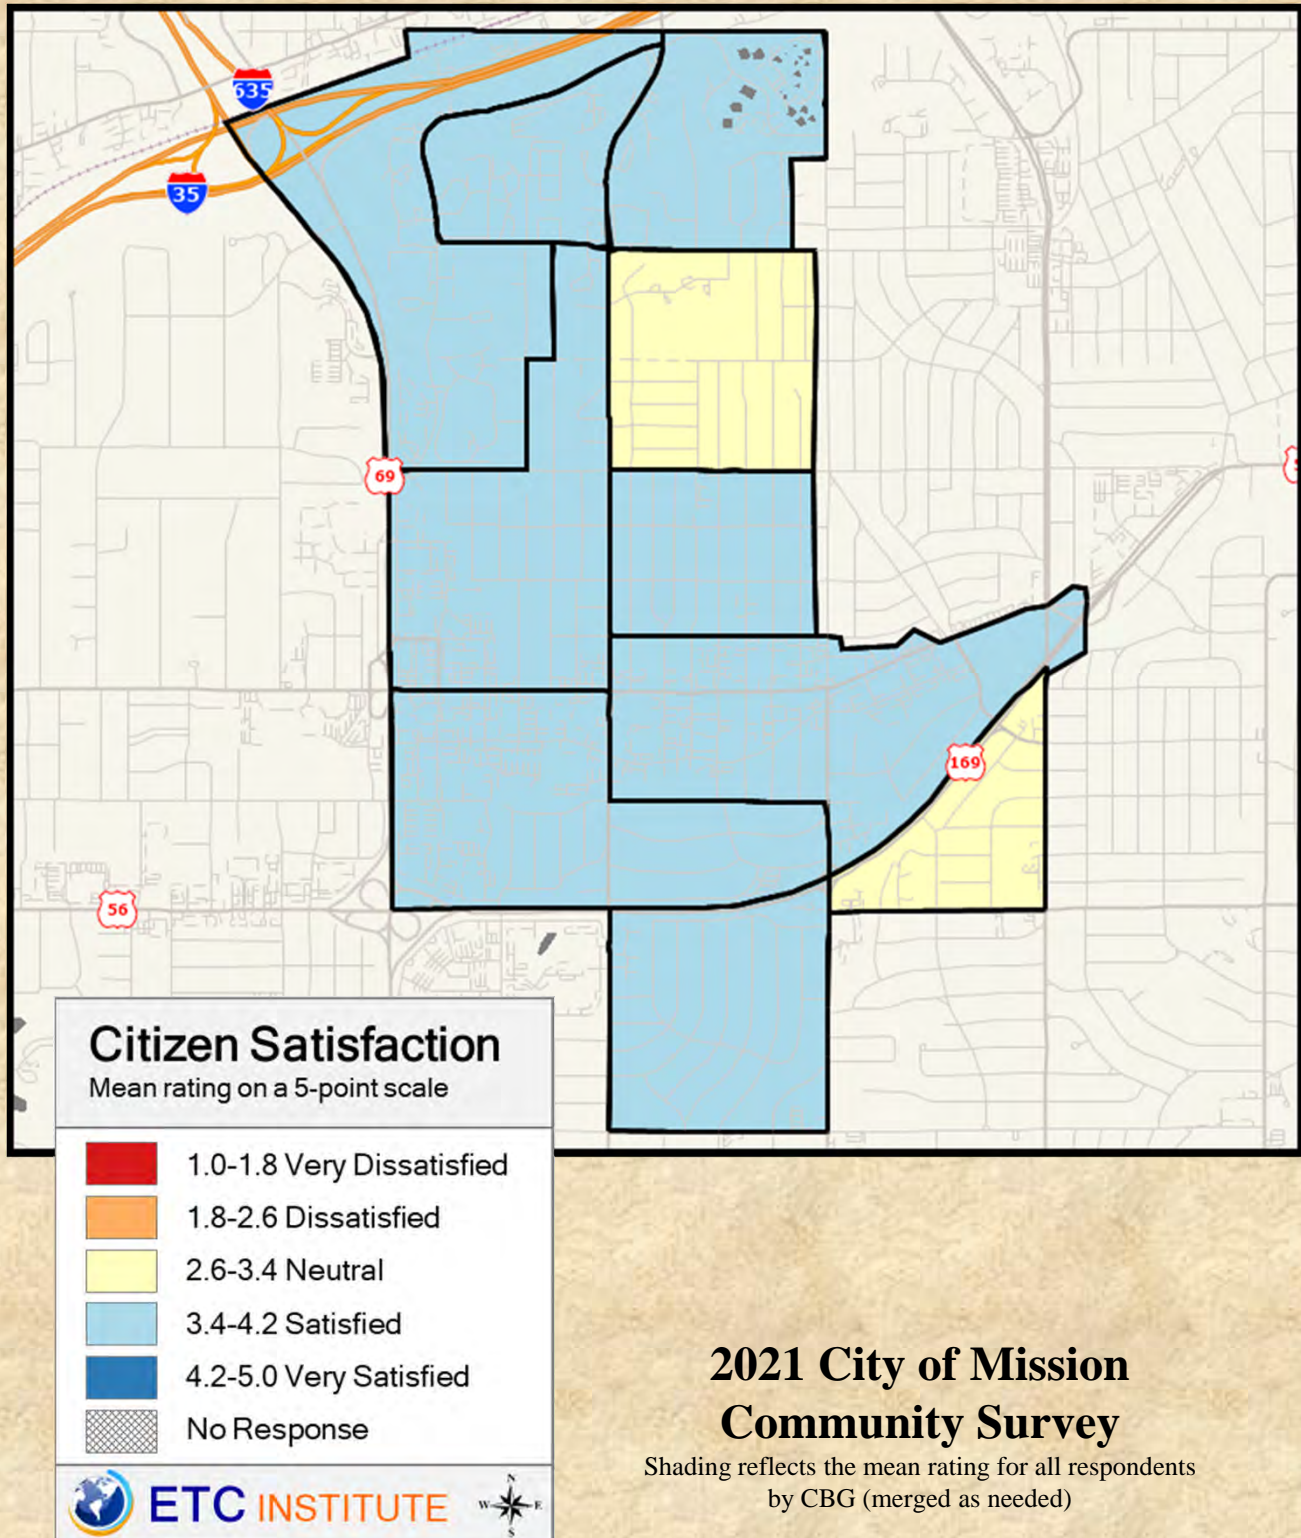 635
35
69
169
56
Citizen Satisfaction
Mean rating on a 5-point scale
1.0-1.8 Very Dissatisfied
1.8-2.6 Dissatisfied
2.6-3.4 Neutral
3.4-4.2 Satisfied
4.2-5.0 Very Satisfied
No Response
ETC INSTITUTE
N
W E
S
2021 City of Mission
Community Survey
Shading reflects the mean rating for all respondents
by CBG (merged as needed)